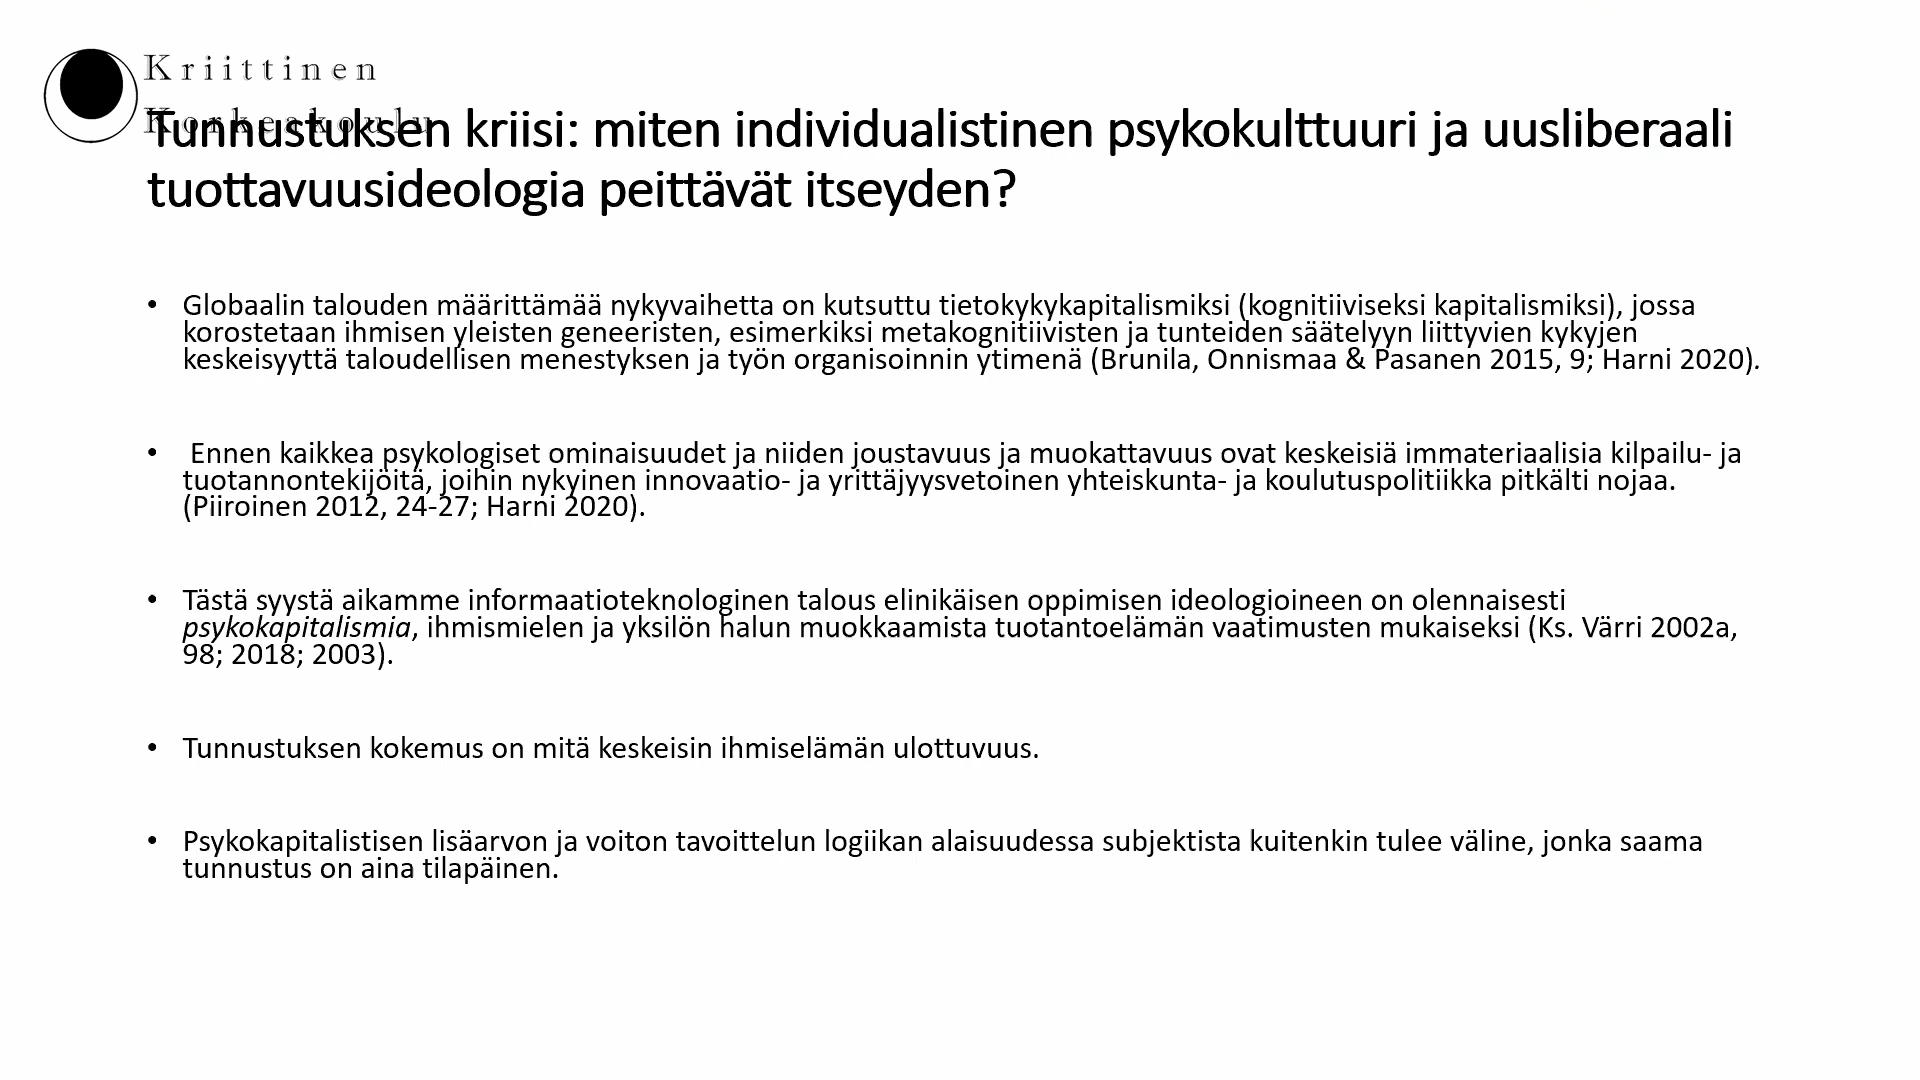 Kriittinen
Korkeakoulu
Tunnustuksen kriisi: miten individualistinen psykokulttuuri ja uusliberaali
tuottavuusideologia peittävät itseyden?
• Globaalin talouden määrittämää nykyvaihetta on kutsuttu tietokykykapitalismiksi (kognitiiviseksi kapitalismiksi), jossa
korostetaan ihmisen yleisten geneeristen, esimerkiksi metakognitiivisten ja tunteiden säätelyyn liittyvien kykyjen
keskeisyyttä taloudellisen menestyksen ja työn organisoinnin ytimenä (Brunila, Onnismaa & Pasanen 2015, 9; Harni 2020).
• Ennen kaikkea psykologiset ominaisuudet ja niiden joustavuus ja muokattavuus ovat keskeisiä immateriaalisia kilpailu- ja
tuotannontekijöitä, joihin nykyinen innovaatio- ja yrittäjyysvetoinen yhteiskunta- ja koulutuspolitiikka pitkälti nojaa.
(Piiroinen 2012, 24-27; Harni 2020).
• Tästä syystä aikamme informaatioteknologinen talous elinikäisen oppimisen ideologioineen on olennaisesti
psykokapitalismia, ihmismielen ja yksilön halun muokkaamista tuotantoelämän vaatimusten mukaiseksi (Ks. Värri 2002a,
98; 2018; 2003).
• Tunnustuksen kokemus on mitä keskeisin ihmiselämän ulottuvuus.
• Psykokapitalistisen lisäarvon ja voiton tavoittelun logiikan alaisuudessa subjektista kuitenkin tulee väline, jonka saama
tunnustus on aina tilapäinen.